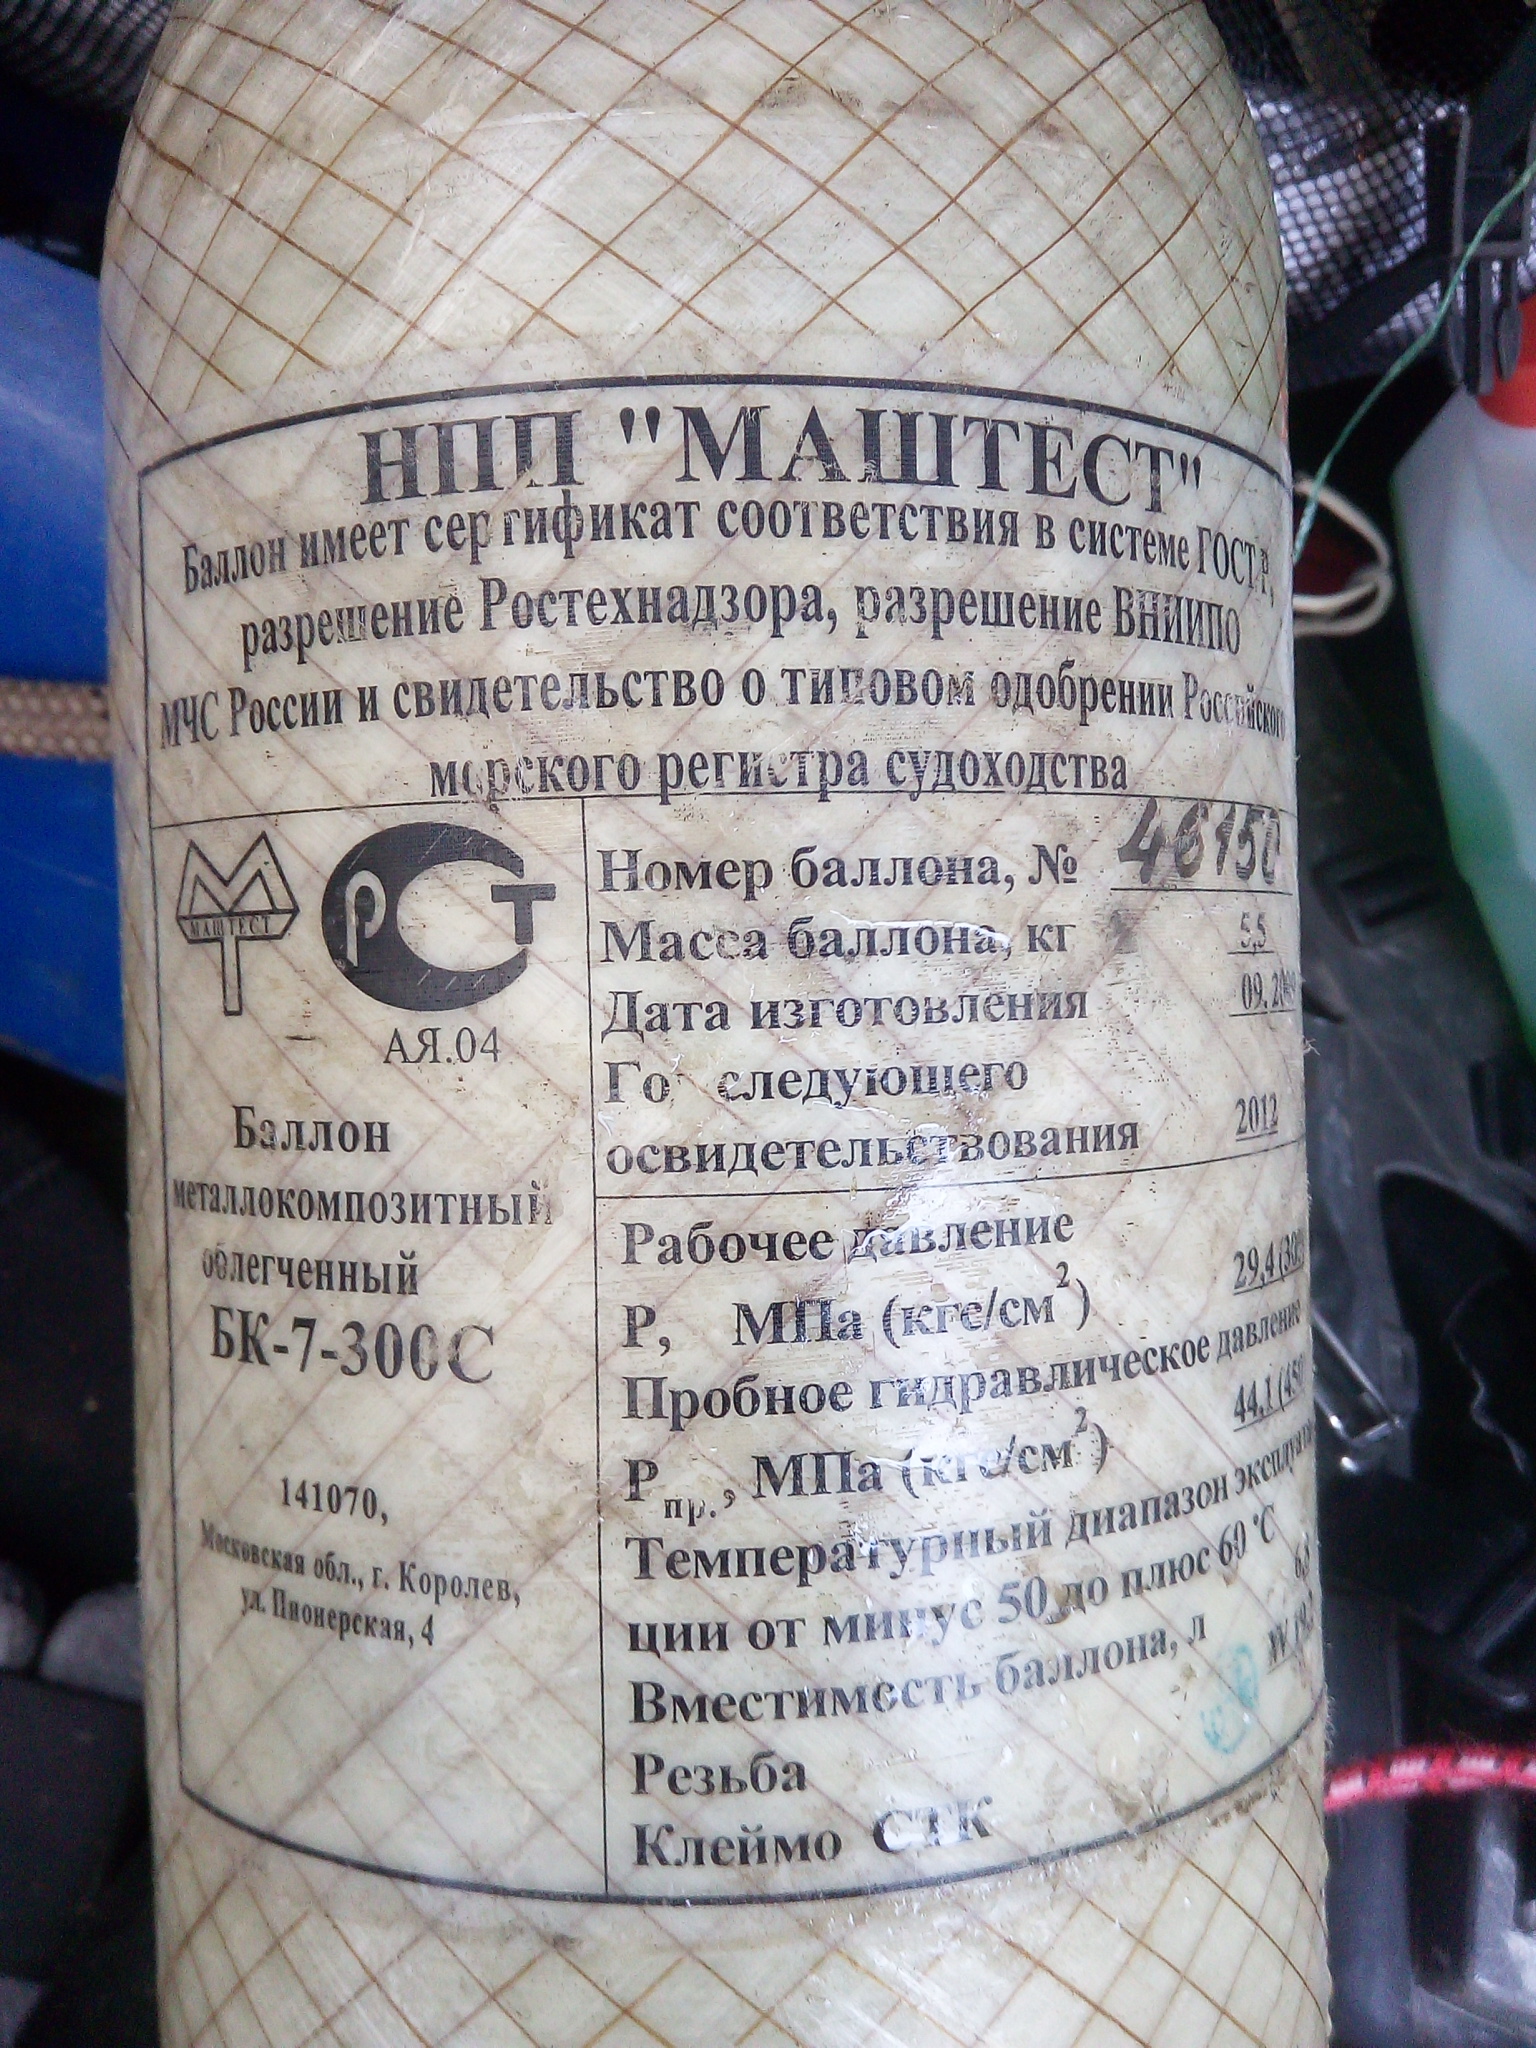 НПП "МАШТЕСТ"
Баллон имеет сертификат соответствия в системе ГОСТ Р,
разрешение Ростехнадзора, разрешение ВНИИПО
МЧС России и свидетельство о типовом одобрении Российского
морского регистра судоходства
МАШТЕСТ
РСТ
АЯ.04
Баллон
металлокомпозитный
облегченный
БК-7-300С
141070,
Московская обл., г. Королев,
ул. Пионерская, 4
Номер баллона, №
Масса баллона, кг 5,5
Дата изготовления
следующего
освидетельствования 2012
Рабочее давление
Р, МПа (кгс/см²) 29,4
Пробное гидравлическое давление
Рпр., МПа (кгс/см²) 44,1
Температурный диапазон эксплуата
ции от минус 50 до плюс 60 °С
Вместимость баллона, л
Резьба
Клеймо СТК